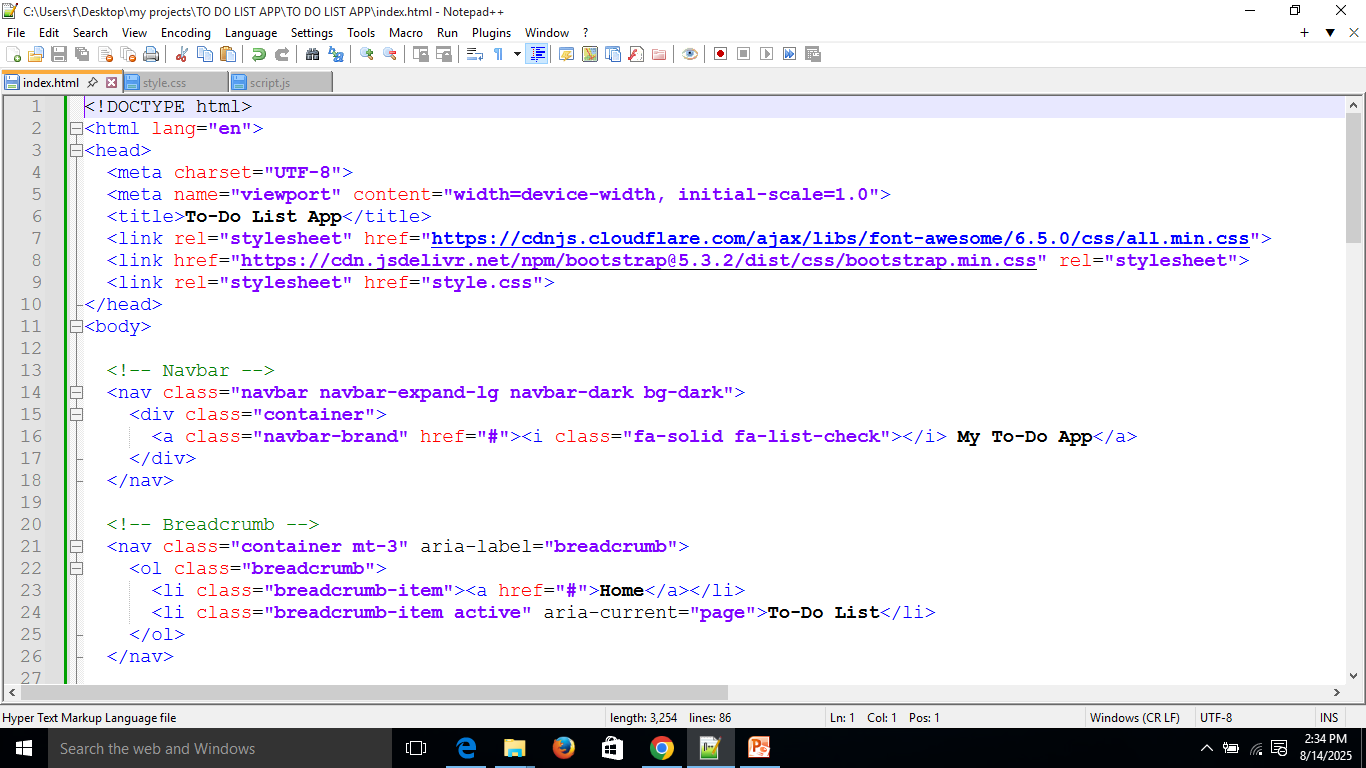 C:\Users\f\Desktop\my projects\TO DO LIST APP\TO DO LIST APP\index.html - Notepad++
File Edit Search View Encoding Language Settings Tools Macro Run Plugins Window ?
index.html style.css script.js
1 <!DOCTYPE html>
2 <html lang="en">
3 <head>
4 <meta charset="UTF-8">
5 <meta name="viewport" content="width=device-width, initial-scale=1.0">
6 <title>To-Do List App</title>
7 <link rel="stylesheet" href="https://cdnjs.cloudflare.com/ajax/libs/font-awesome/6.5.0/css/all.min.css">
8 <link href="https://cdn.jsdelivr.net/npm/bootstrap@5.3.2/dist/css/bootstrap.min.css" rel="stylesheet">
9 <link rel="stylesheet" href="style.css">
10 </head>
11 <body>
12
13 <!-- Navbar -->
14 <nav class="navbar navbar-expand-lg navbar-dark bg-dark">
15 <div class="container">
16 <a class="navbar-brand" href="#"><i class="fa-solid fa-list-check"></i> My To-Do App</a>
17 </div>
18 </nav>
19
20 <!-- Breadcrumb -->
21 <nav class="container mt-3" aria-label="breadcrumb">
22 <ol class="breadcrumb">
23 <li class="breadcrumb-item"><a href="#">Home</a></li>
24 <li class="breadcrumb-item active" aria-current="page">To-Do List</li>
25 </ol>
26 </nav>
27
Hyper Text Markup Language file length: 3,254 lines: 86 Ln: 1 Col: 1 Pos: 1 Windows (CR LF) UTF-8 INS
Search the web and Windows
2:34 PM
8/14/2025